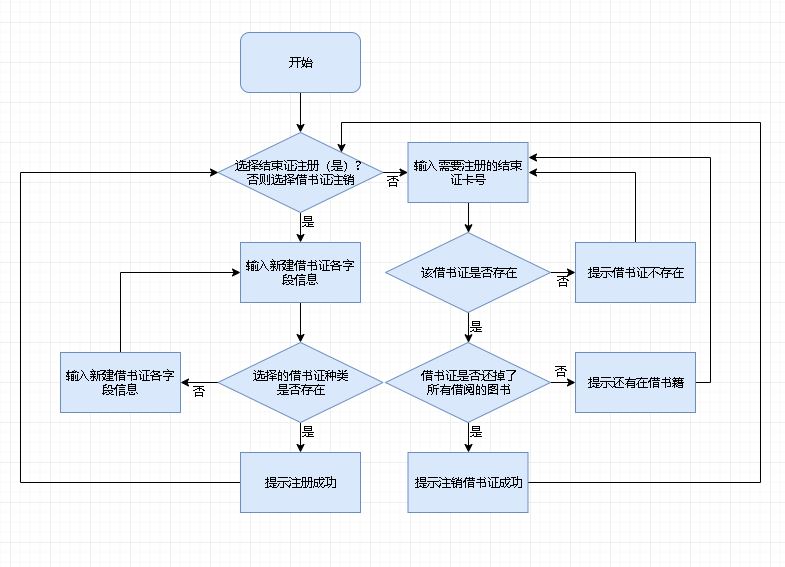 开始
选择结束证注册（是）？
否则选择借书证注销
否
输入需要注册的结束
证卡号
是
输入新建借书证各字
段信息
该借书证是否存在
否
提示借书证不存在
是
输入新建借书证各字
段信息
否
选择的借书证种类
是否存在
借书证是否还掉了
所有借阅的图书
否
提示还有在借书籍
是
是
提示注册成功
提示注销借书证成功